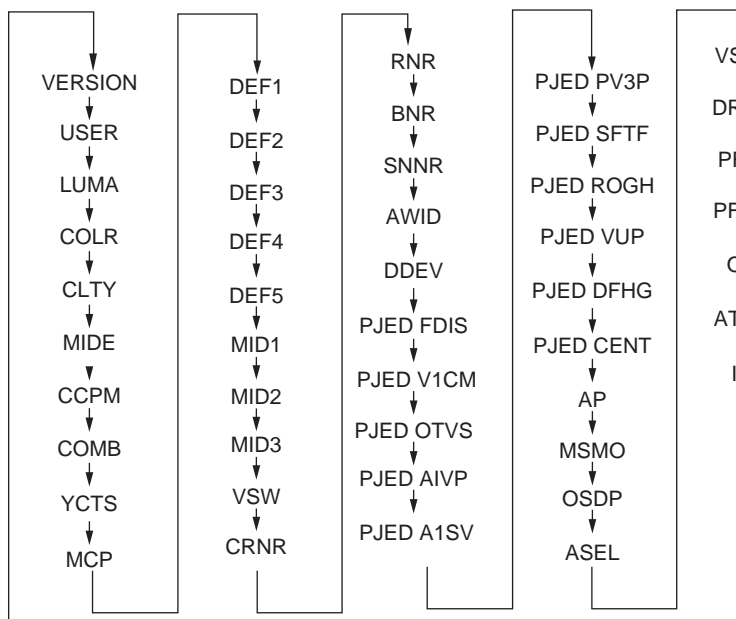 VERSION
USER
LUMA
COLR
CLTY
MIDE
CCPM
COMB
YCTS
MCP
DEF1
DEF2
DEF3
DEF4
DEF5
MID1
MID2
MID3
VSW
CRNR
RNR
BNR
SNNR
AWID
DDEV
PJED FDIS
PJED V1CM
PJED OTVS
PJED AIVP
PJED A1SV
PJED PV3P
PJED SFTF
PJED ROGH
PJED VUP
PJED DFHG
PJED CENT
AP
MSMO
OSDP
ASEL